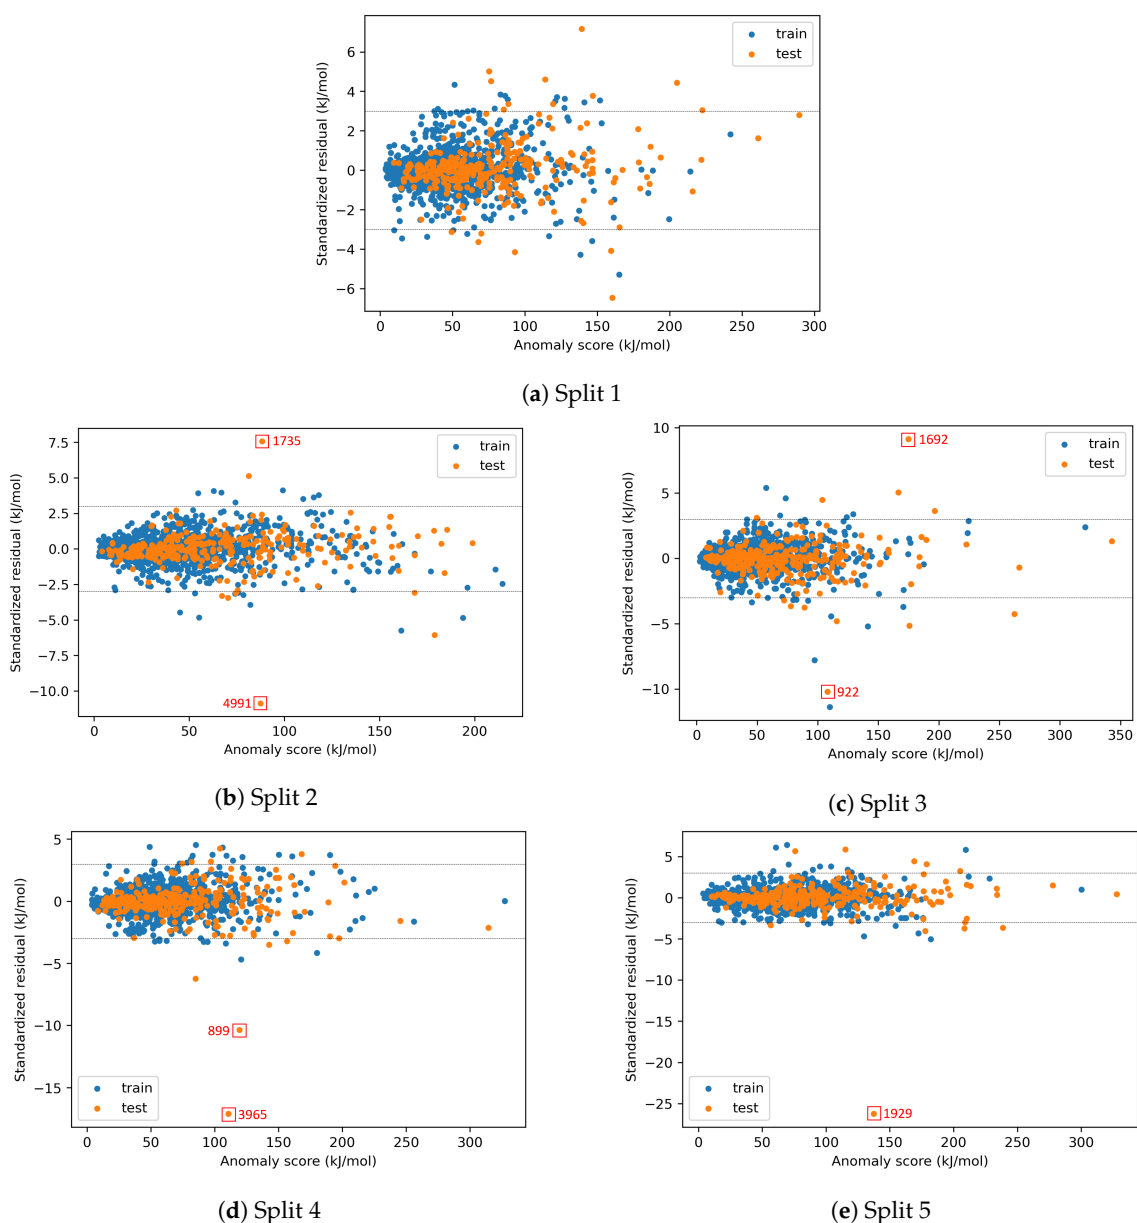 train
test
6
4
2
0
−2
−4
−6
Standardized residual (kJ/mol)
0 50 100 150 200 250 300
Anomaly score (kJ/mol)
(a) Split 1
1735
train
test
7.5
5.0
2.5
0.0
−2.5
−5.0
−7.5
−10.0
Standardized residual (kJ/mol)
4991
0 50 100 150 200
Anomaly score (kJ/mol)
(b) Split 2
1692
train
test
10
5
0
−5
−10
Standardized residual (kJ/mol)
922
0 50 100 150 200 250 300 350
Anomaly score (kJ/mol)
(c) Split 3
5
0
−5
−10
−15
Standardized residual (kJ/mol)
899
train
test
3965
0 50 100 150 200 250 300
Anomaly score (kJ/mol)
(d) Split 4
5
0
−5
−10
−15
−20
−25
Standardized residual (kJ/mol)
train
test
1929
0 50 100 150 200 250 300
Anomaly score (kJ/mol)
(e) Split 5